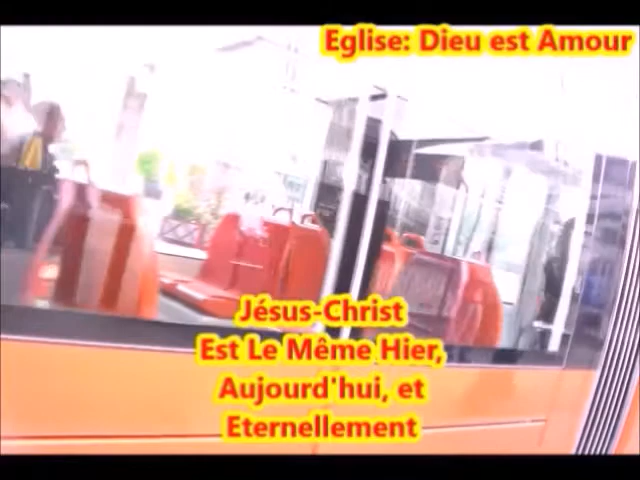 Eglise: Dieu est Amour
Jésus-Christ
Est Le Même Hier,
Aujourd'hui, et
Eternellement